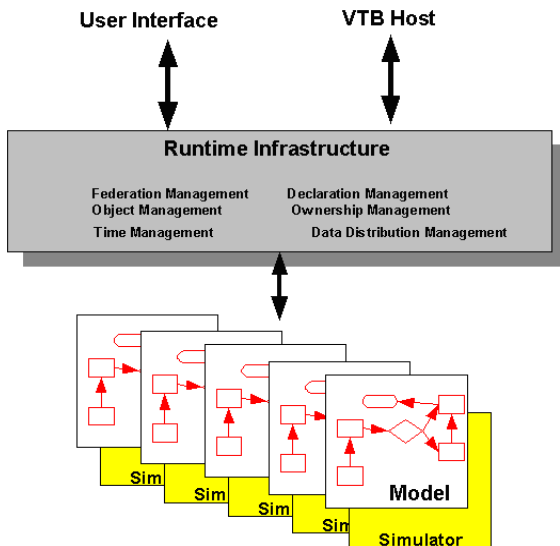 User Interface
VTB Host
Runtime Infrastructure
Federation Management
Declaration Management
Object Management
Ownership Management
Time Management
Data Distribution Management
Model
Sim
Sim
Sim
Sim
Simulator